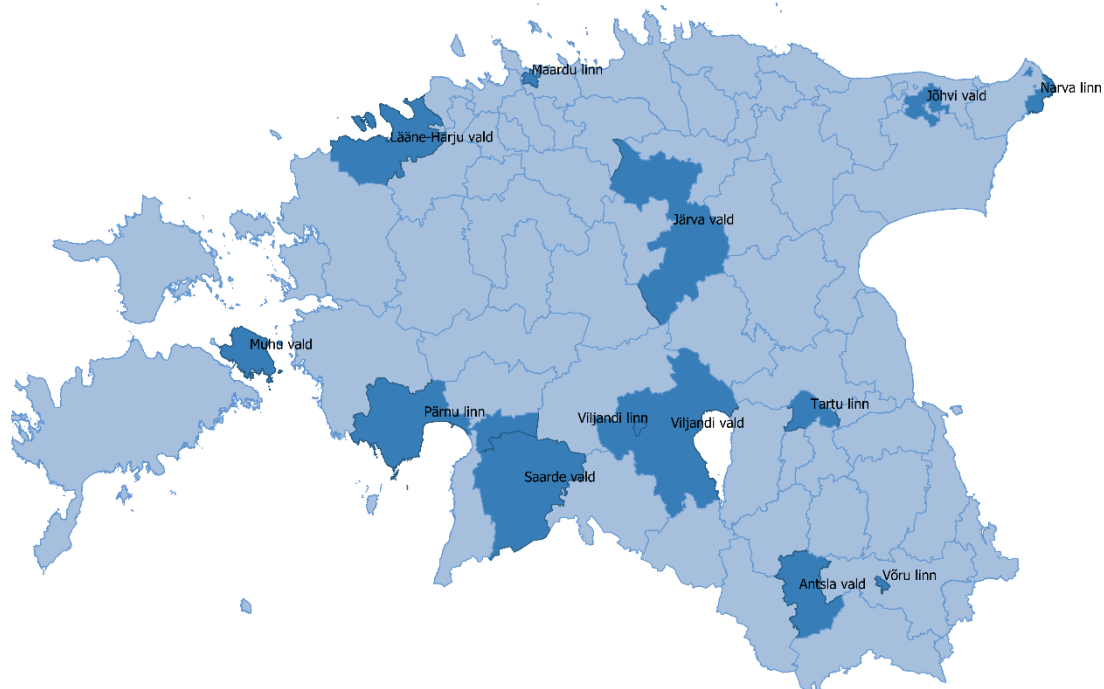 Maardu linn
Narva linn
Jõhvi vald
Lääne-Harju vald
Järva vald
Muhu vald
Pärnu linn
Viljandi linn
Viljandi vald
Tartu linn
Saarde vald
Antsla vald
Võru linn